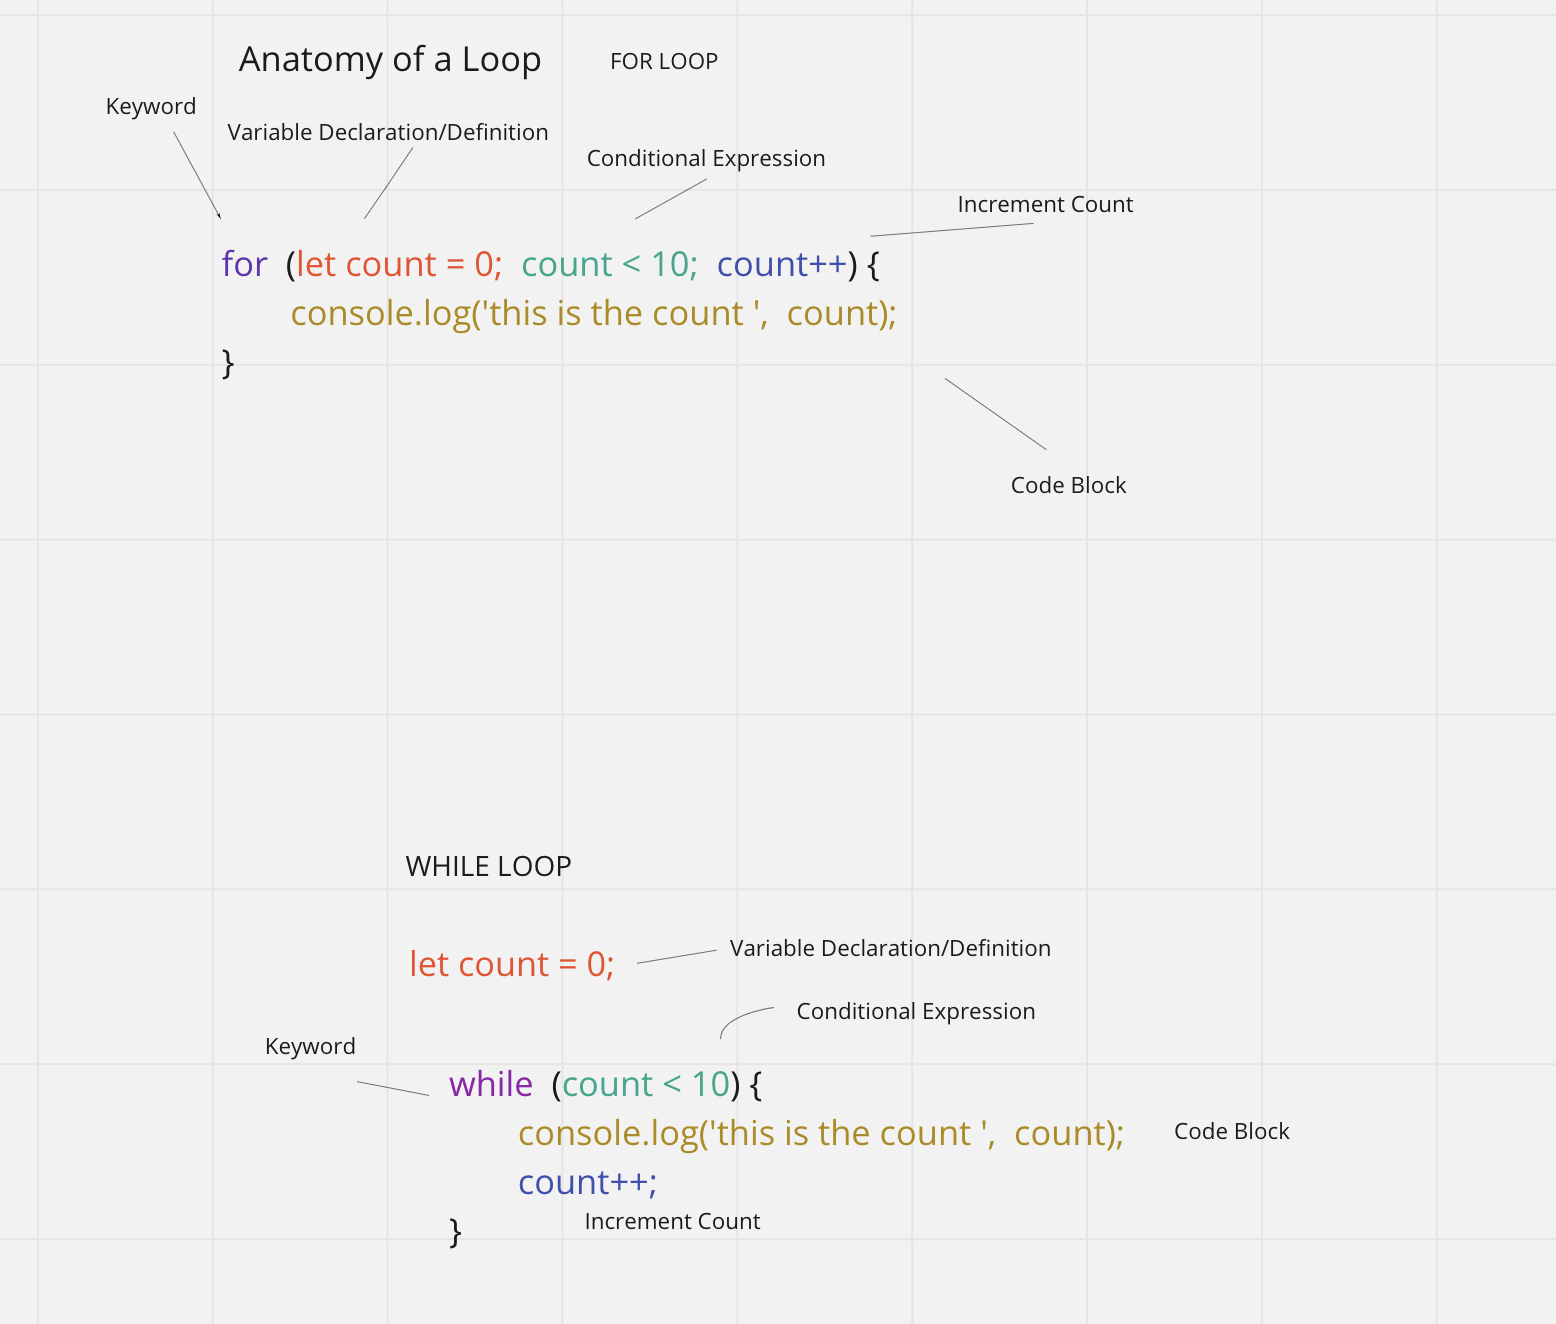 Anatomy of a Loop
FOR LOOP
Keyword
Variable Declaration/Definition
Conditional Expression
Increment Count
for  (let count = 0;  count < 10;  count++) {
console.log('this is the count ',  count);
}
Code Block
WHILE LOOP
let count = 0;
Variable Declaration/Definition
Conditional Expression
Keyword
while  (count < 10) {
console.log('this is the count ',  count);
Code Block
count++;
Increment Count
}